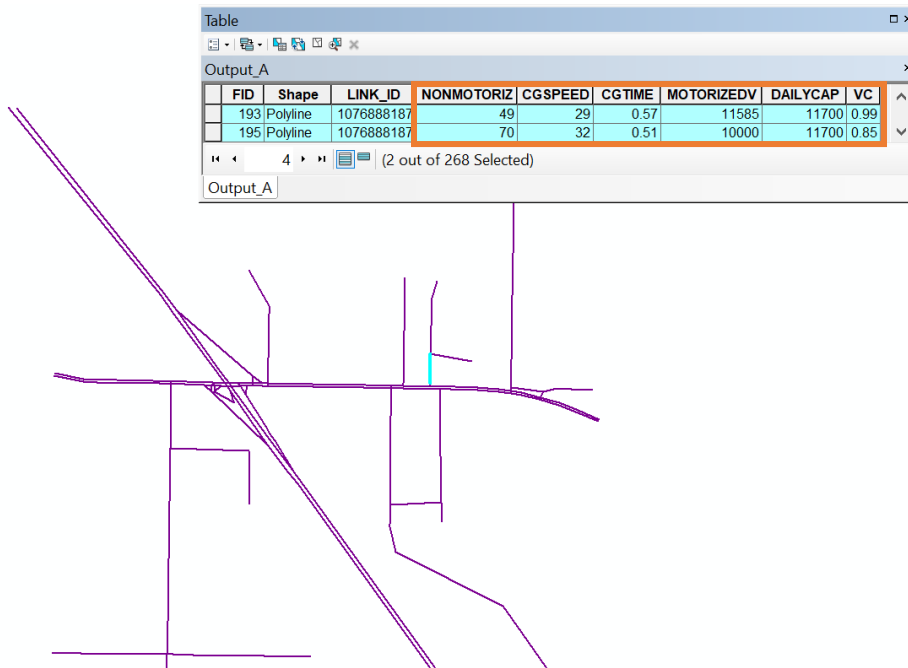 Table
Output_A
FID Shape LINK_ID NONMOTORIZ CGSPEED CGTIME MOTORIZEDV DAILYCAP VC
193 Polyline 1076888187 49 29 0.57 11585 11700 0.99
195 Polyline 1076888187 70 32 0.51 10000 11700 0.85
4 (2 out of 268 Selected)
Output_A